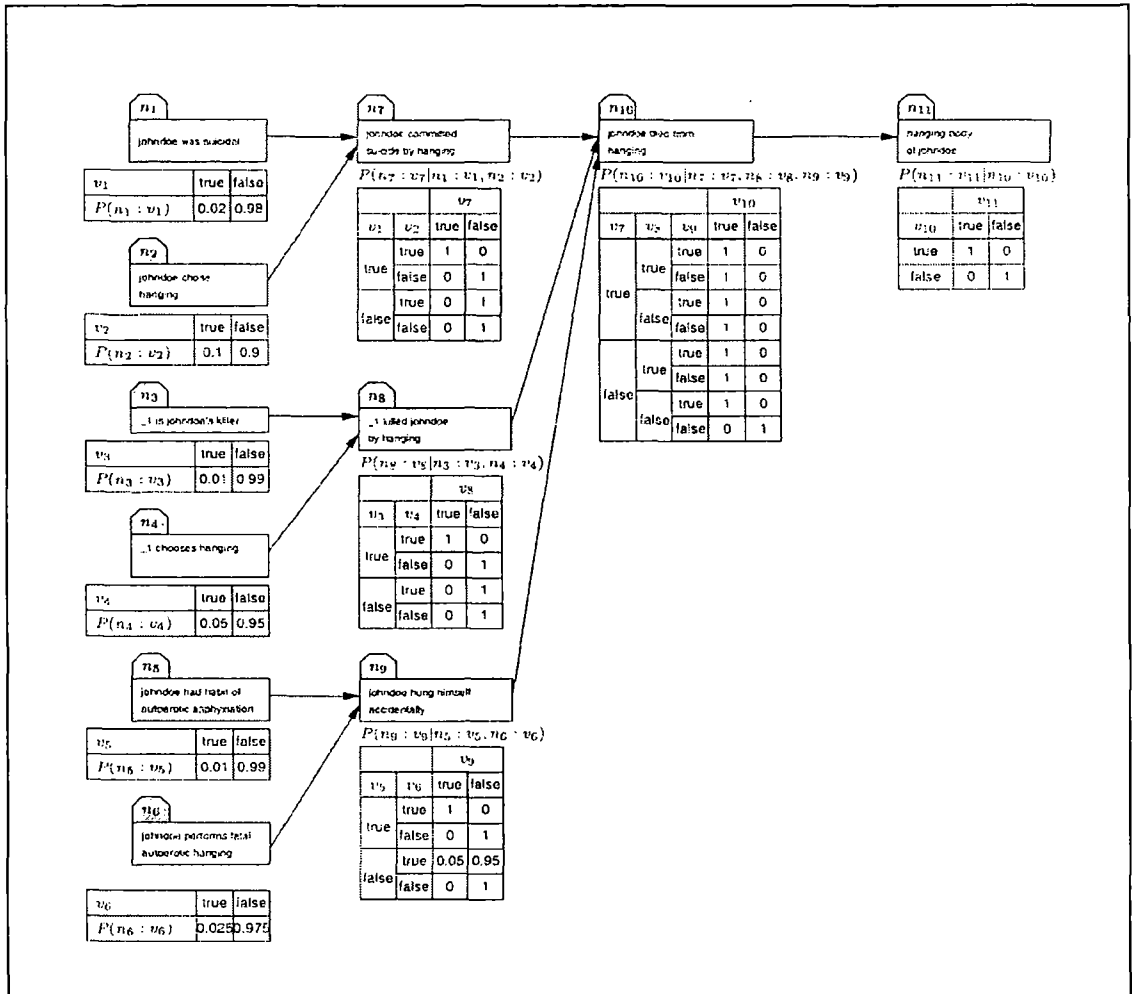 n1
johndoe was suicidal
v1 true false
P(n1 : v1) 0.02 0.98
n2
johndoe chose
hanging
v2 true false
P(n2 : v2) 0.1 0.9
n3
_1 is johndoe's killer
v3 true false
P(n3 : v3) 0.01 0.99
n4
_1 chooses hanging
v4 true false
P(n4 : v4) 0.05 0.95
n5
johndoe had habit of
autoerotic asphyxiation
v5 true false
P(n5 : v5) 0.01 0.99
n6
johndoe performs fatal
autoerotic hanging
v6 true false
P(n6 : v6) 0.025 0.975
n7
johndoe committed
suicide by hanging
P(n7 : v7|n1 : v1, n2 : v2)
v7
v1 v2 true false
true true 1 0
false 0 1
false true 0 1
false 0 1
n8
_1 killed johndoe
by hanging
P(n8 : v8|n3 : v3, n4 : v4)
v8
v3 v4 true false
true true 1 0
false 0 1
false true 0 1
false 0 1
n9
johndoe hung himself
accidentally
P(n9 : v9|n5 : v5, n6 : v6)
v9
v5 v6 true false
true true 1 0
false 0 1
false true 0.05 0.95
false 0 1
n10
johndoe died from
hanging
P(n10 : v10|n7 : v7, n8 : v8, n9 : v9)
v10
v7 v8 v9 true false
true true true 1 0
false 1 0
false true 1 0
false 1 0
false true true 1 0
false 1 0
false true 1 0
false 0 1
n11
hanging body
of johndoe
P(n11 : v11|n10 : v10)
v11
v10 true false
true 1 0
false 0 1